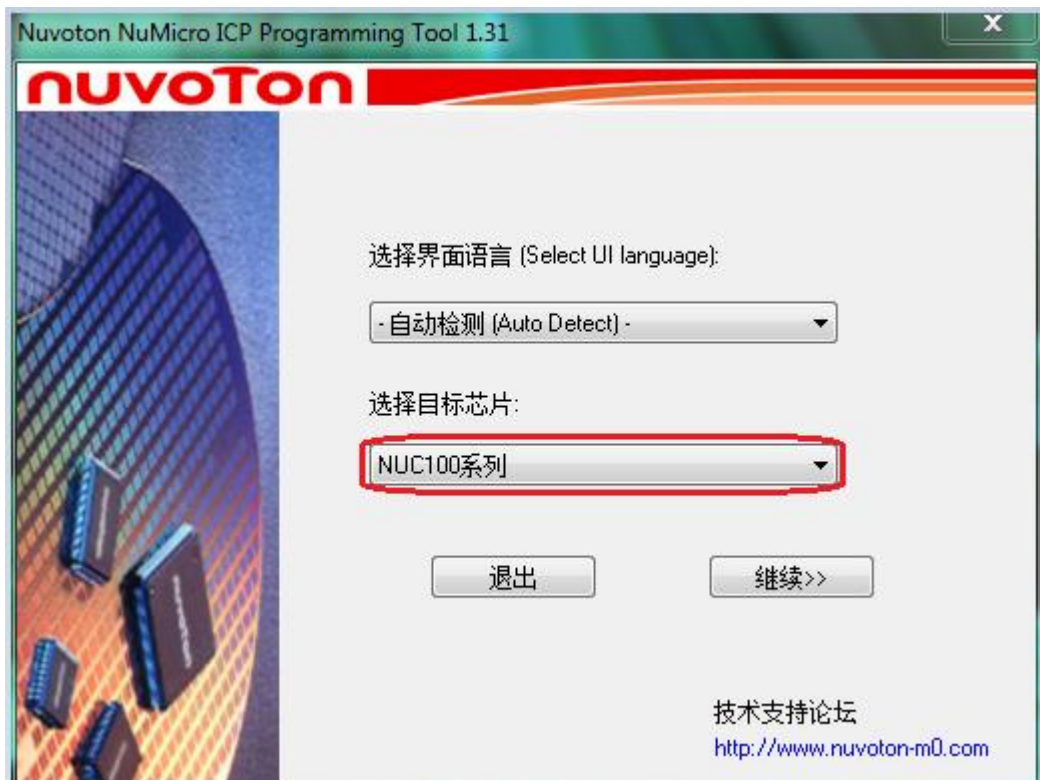 Nuvoton NuMicro ICP Programming Tool 1.31
nuvoTon
选择界面语言 (Select UI language):
- 自动检测 (Auto Detect) -
选择目标芯片:
NUC100系列
退出
继续>>
技术支持论坛
http://www.nuvoton-m0.com